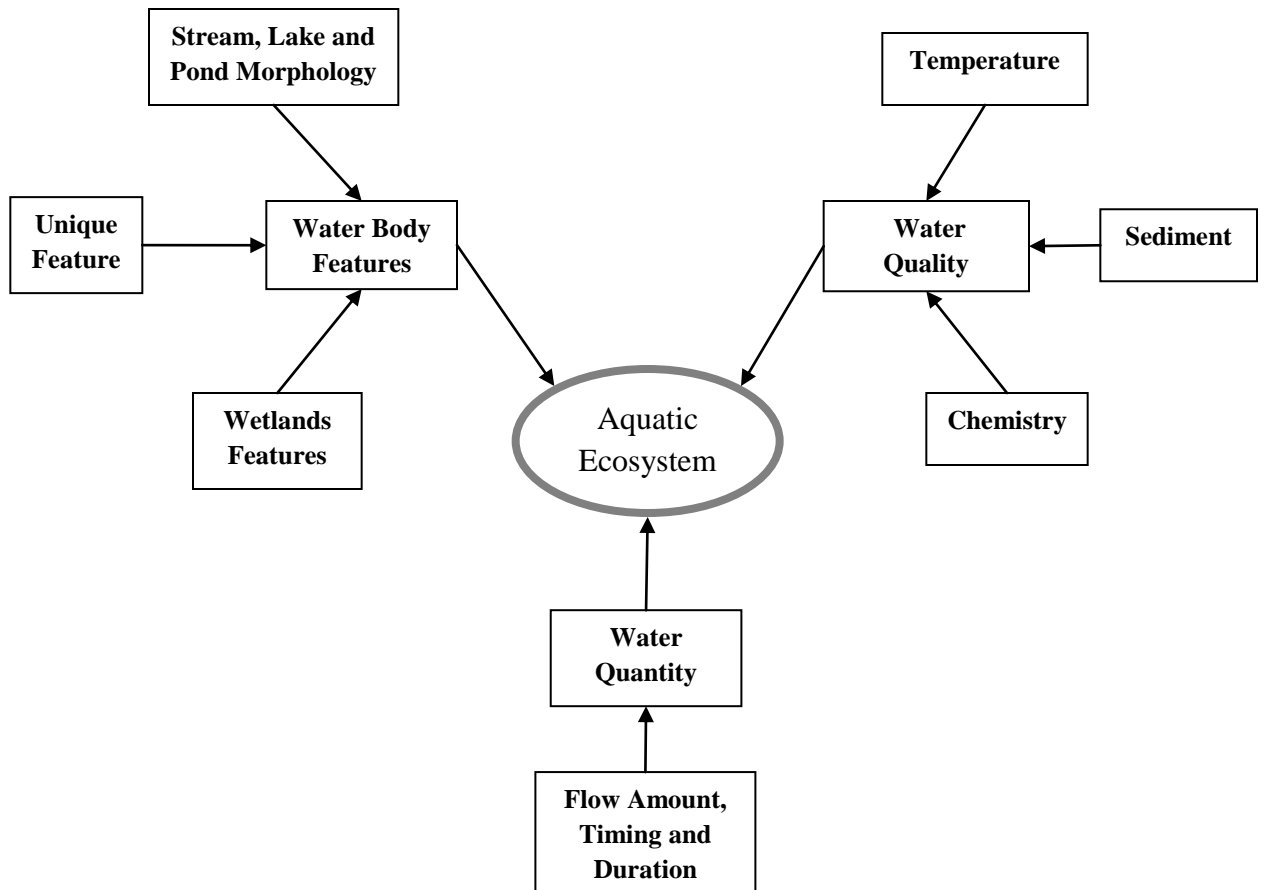 Stream, Lake and
Pond Morphology
Temperature
Unique
Feature
Water Body
Features
Water
Quality
Sediment
Wetlands
Features
Aquatic
Ecosystem
Chemistry
Water
Quantity
Flow Amount,
Timing and
Duration